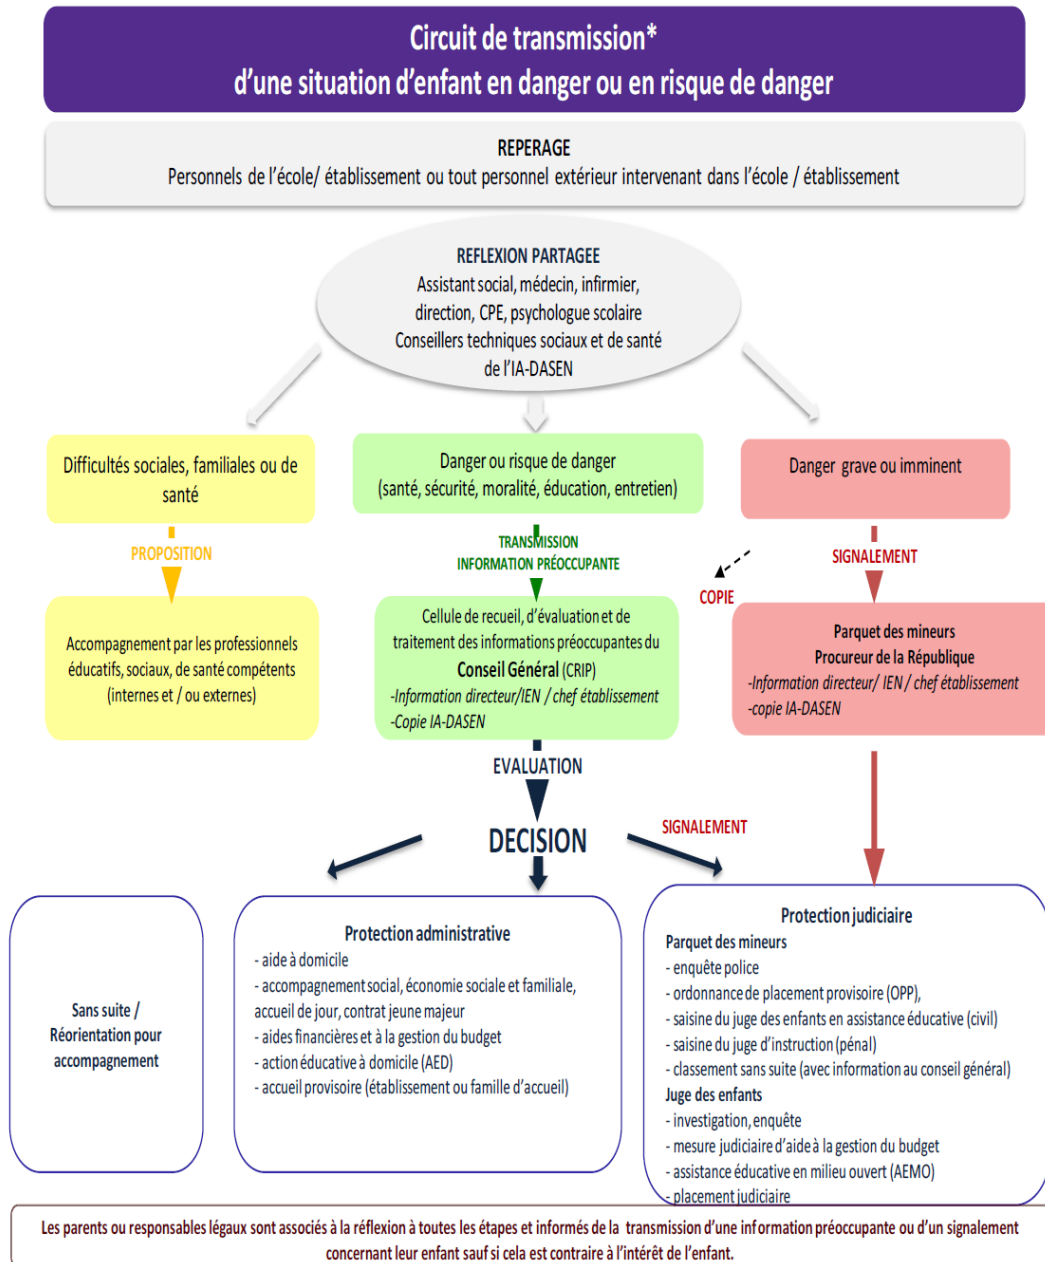 Circuit de transmission*
d’une situation d’enfant en danger ou en risque de danger
REPERAGE
Personnels de l’école/ établissement ou tout personnel extérieur intervenant dans l’école / établissement
REFLEXION PARTAGEE
Assistant social, médecin, infirmier,
direction, CPE, psychologue scolaire
Conseillers techniques sociaux et de santé
de l’IA-DASEN
Difficultés sociales, familiales ou de
santé
Danger ou risque de danger
(santé, sécurité, moralité, éducation, entretien)
Danger grave ou imminent
PROPOSITION
TRANSMISSION
INFORMATION PRÉOCCUPANTE
SIGNALEMENT
COPIE
Accompagnement par les professionnels
éducatifs, sociaux, de santé compétents
(internes et / ou externes)
Cellule de recueil, d’évaluation et de
traitement des informations préoccupantes du
Conseil Général (CRIP)
-Information directeur/IEN / chef établissement
-Copie IA-DASEN
Parquet des mineurs
Procureur de la République
-Information directeur/ IEN / chef établissement
-copie IA-DASEN
EVALUATION
DECISION
SIGNALEMENT
Sans suite /
Réorientation pour
accompagnement
Protection administrative
- aide à domicile
- accompagnement social, économie sociale et familiale,
accueil de jour, contrat jeune majeur
- aides financières et à la gestion du budget
- action éducative à domicile (AED)
- accueil provisoire (établissement ou famille d’accueil)
Protection judiciaire
Parquet des mineurs
- enquête police
- ordonnance de placement provisoire (OPP),
- saisine du juge des enfants en assistance éducative (civil)
- saisine du juge d’instruction (pénal)
- classement sans suite (avec information au conseil général)
Juge des enfants
- investigation, enquête
- mesure judiciaire d’aide à la gestion du budget
- assistance éducative en milieu ouvert (AEMO)
- placement judiciaire
Les parents ou responsables légaux sont associés à la réflexion à toutes les étapes et informés de la transmission d’une information préoccupante ou d’un signalement
concernant leur enfant sauf si cela est contraire à l’intérêt de l’enfant.